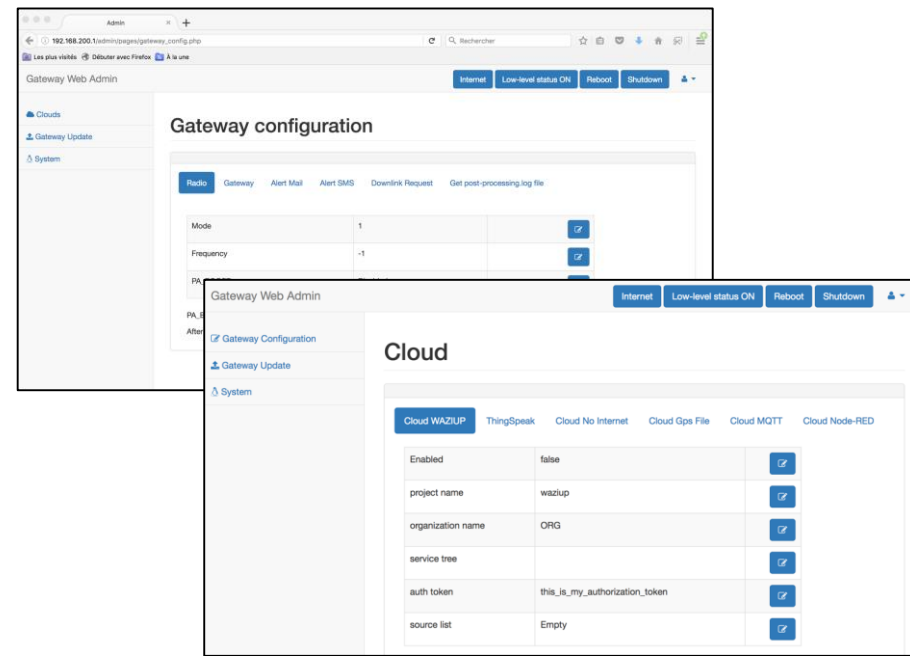 Admin
192.168.200.1/admin/pages/gateway_config.php
Rechercher
Les plus visités Débuter avec Firefox À la une
Gateway Web Admin
Internet Low-level status ON Reboot Shutdown
Clouds
Gateway Update
System
Gateway configuration
Radio Gateway Alert Mail Alert SMS Downlink Request Get post-processing.log file
Mode 1
Frequency -1
After
Gateway Web Admin
Internet Low-level status ON Reboot Shutdown
Gateway Configuration
Gateway Update
System
Cloud
Cloud WAZIUP ThingSpeak Cloud No Internet Cloud Gps File Cloud MQTT Cloud Node-RED
Enabled false
project name waziup
organization name ORG
service tree
auth token this_is_my_authorization_token
source list Empty